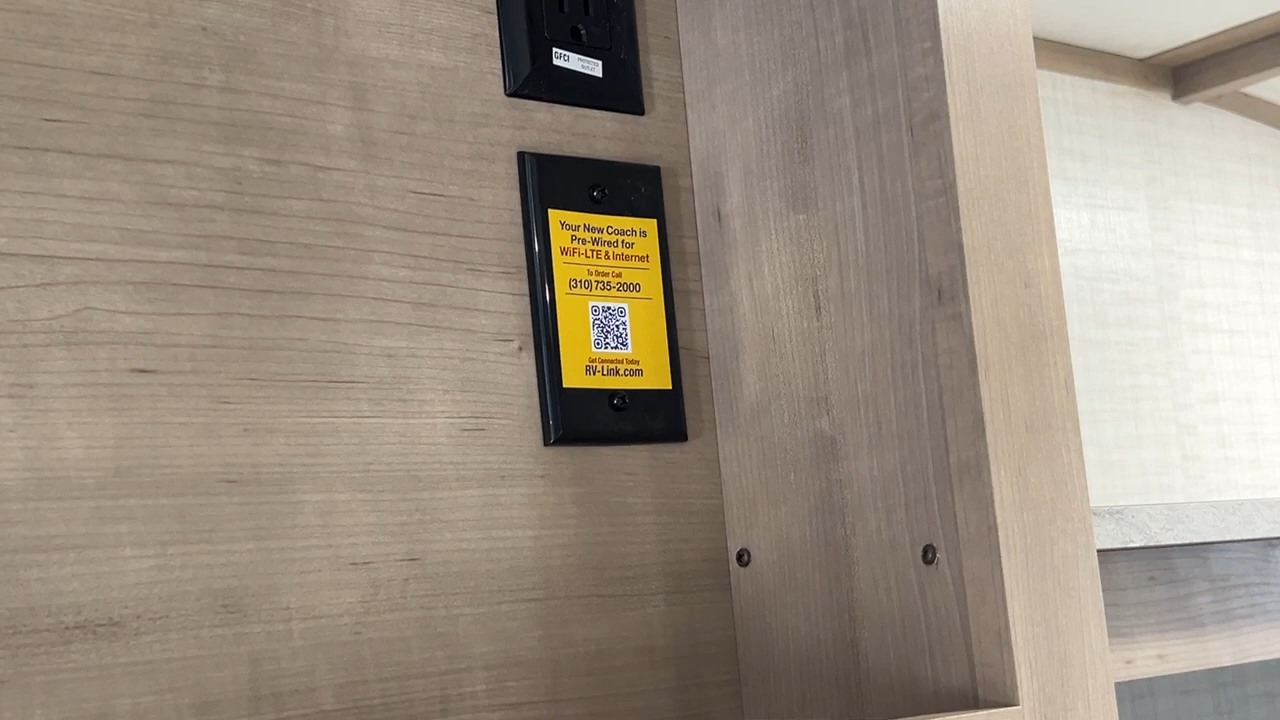 GFCI
PROTECTED
OUTLET
Your New Coach is
Pre-Wired for
WiFi-LTE & Internet
To Order Call
(310) 735-2000
Get Connected Today
RV-Link.com